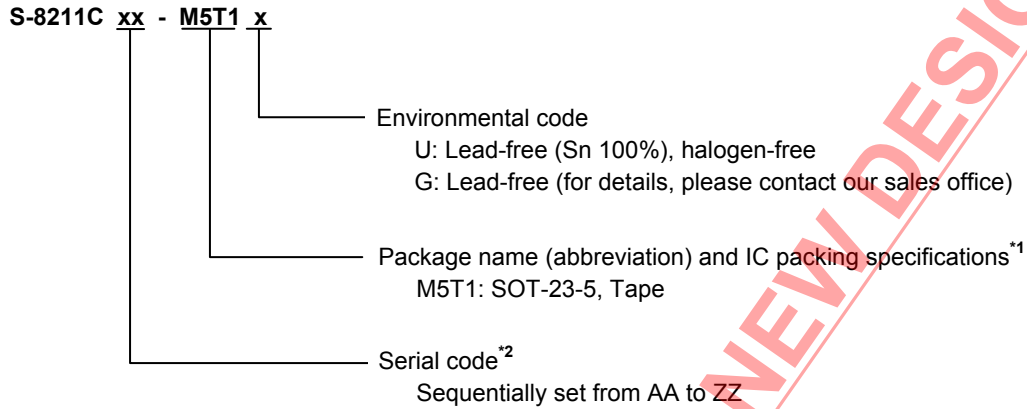 S-8211C xx - M5T1 x
Environmental code
U: Lead-free (Sn 100%), halogen-free
G: Lead-free (for details, please contact our sales office)
Package name (abbreviation) and IC packing specifications*1
M5T1: SOT-23-5, Tape
Serial code*2
Sequentially set from AA to ZZ
NEW DESIG